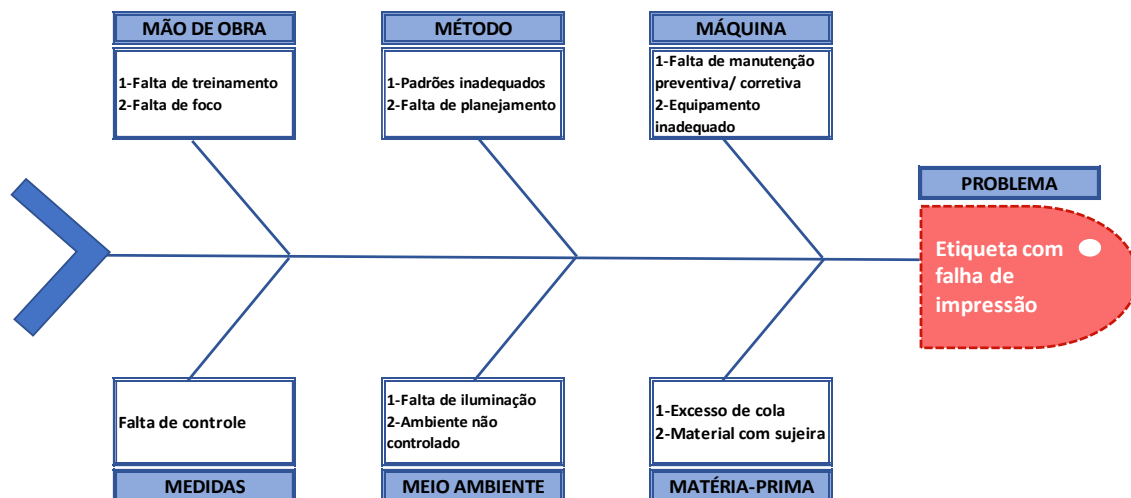 MÃO DE OBRA
1-Falta de treinamento
2-Falta de foco
MÉTODO
1-Padrões inadequados
2-Falta de planejamento
MÁQUINA
1-Falta de manutenção
preventiva/ corretiva
2-Equipamento
inadequado
PROBLEMA
Etiqueta com
falha de
impressão
Falta de controle
MEDIDAS
1-Falta de iluminação
2-Ambiente não
controlado
MEIO AMBIENTE
1-Excesso de cola
2-Material com sujeira
MATÉRIA-PRIMA